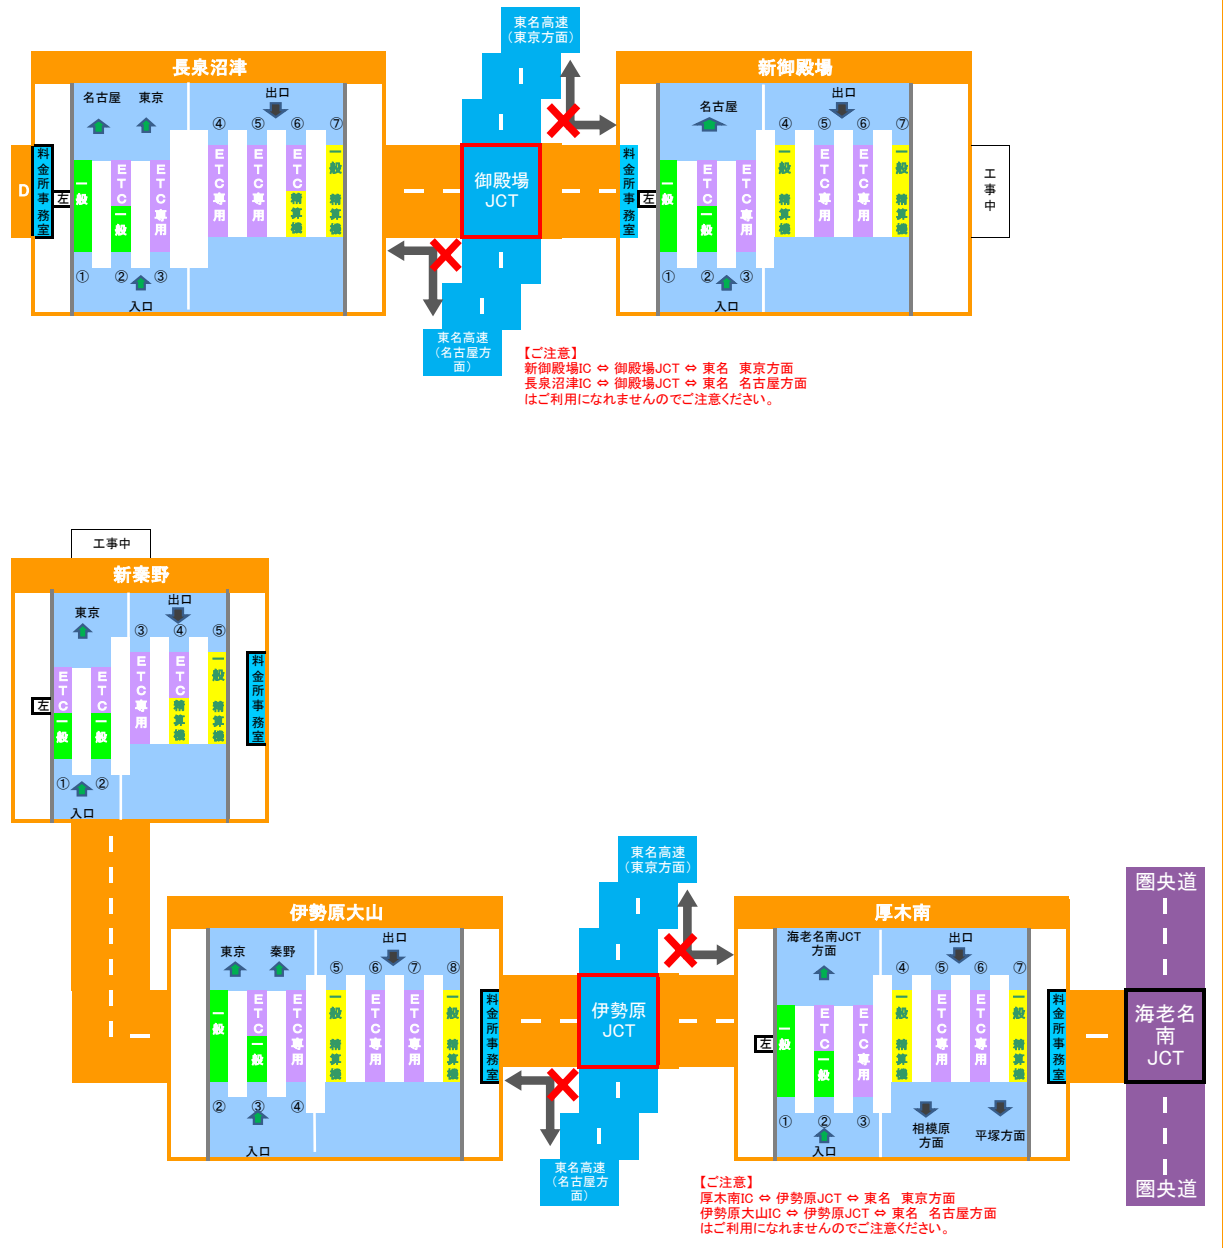 東名高速
(東京方面)
長泉沼津
名古屋
東京
出口
④
⑤
⑥
⑦
D
料金所事務室
左
一般
ETC
一般
ETC専用
ETC専用
ETC専用
ETC
精算機
一般 精算機
①
②
③
入口
御殿場
JCT
新御殿場
名古屋
出口
④
⑤
⑥
⑦
料金所事務室
左
一般
ETC
一般
ETC専用
一般 精算機
ETC専用
ETC専用
一般 精算機
工事中
①
②
③
入口
東名高速
(名古屋方
面)
【ご注意】
新御殿場IC ⇔ 御殿場JCT ⇔ 東名 東京方面
長泉沼津IC ⇔ 御殿場JCT ⇔ 東名 名古屋方面
はご利用になれませんのでご注意ください。
工事中
新秦野
東京
出口
③
④
⑤
左
ETC
一般
ETC
一般
ETC専用
ETC
精算機
一般 精算機
料金所事務室
①
②
入口
東名高速
(東京方面)
伊勢原大山
東京
秦野
出口
⑤
⑥
⑦
⑧
一般
ETC
一般
ETC専用
一般 精算機
ETC専用
ETC専用
一般 精算機
料金所事務室
②
③
④
入口
伊勢原
JCT
厚木南
海老名南JCT
方面
出口
④
⑤
⑥
⑦
左
一般
ETC
一般
ETC専用
一般 精算機
ETC専用
ETC専用
一般 精算機
料金所事務室
①
②
③
入口
相模原
方面
平塚方面
圏央道
海老名
南
JCT
圏央道
東名高速
(名古屋方
面)
【ご注意】
厚木南IC ⇔ 伊勢原JCT ⇔ 東名 東京方面
伊勢原大山IC ⇔ 伊勢原JCT ⇔ 東名 名古屋方面
はご利用になれませんのでご注意ください。